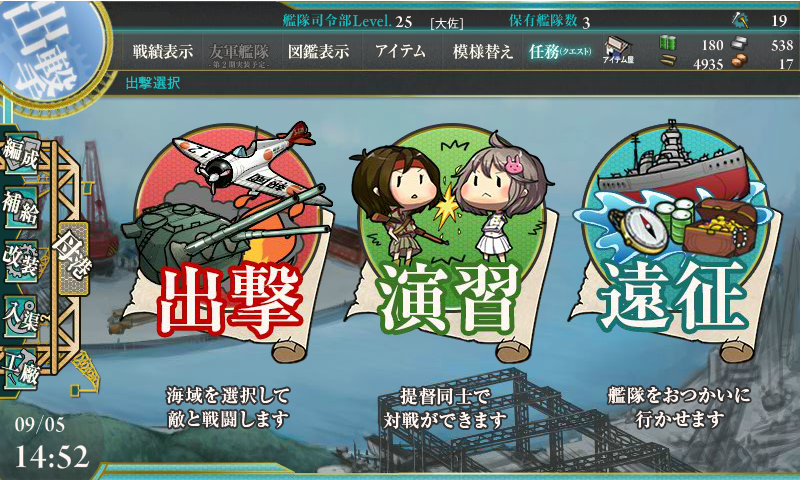 出撃
艦隊司令部Level. 25 [大佐] 保有艦隊数 3 19
戦績表示 友軍艦隊 図鑑表示 アイテム 模様替え 任務(クエスト) アイテム屋 180 538
第2期実装予定 4935 17
出撃選択
編成
補給
母港
改装
入渠
工廠
出撃
演習
遠征
海域を選択して
敵と戦闘します
提督同士で
対戦ができます
艦隊をおつかいに
行かせます
09/05
14:52